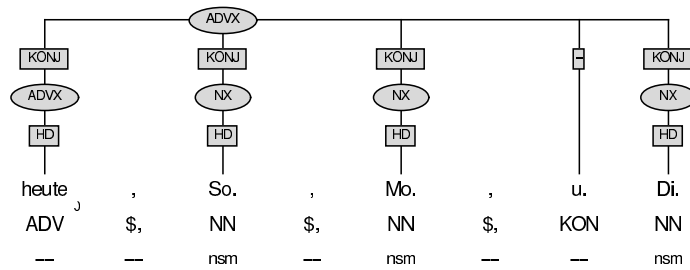 ADVX
KONJ KONJ KONJ – KONJ
ADVX NX NX NX
HD HD HD HD
heute , So. , Mo. , u. Di.
J
ADV $, NN $, NN $, KON NN
-- -- nsm -- nsm -- -- nsm